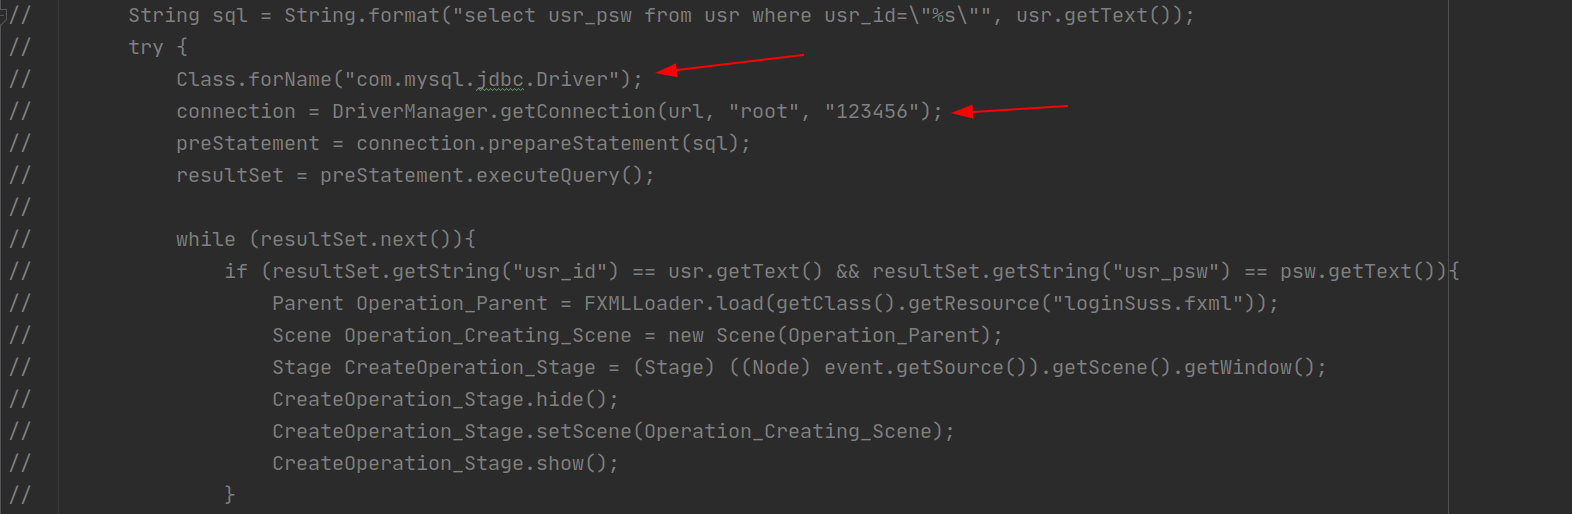 //        String sql = String.format("select usr_psw from usr where usr_id=\"%s\"", usr.getText());
//        try {
//            Class.forName("com.mysql.jdbc.Driver");
//            connection = DriverManager.getConnection(url, "root", "123456");
//            preStatement = connection.prepareStatement(sql);
//            resultSet = preStatement.executeQuery();
//
//            while (resultSet.next()){
//                if (resultSet.getString("usr_id") == usr.getText() && resultSet.getString("usr_psw") == psw.getText()){
//                    Parent Operation_Parent = FXMLLoader.load(getClass().getResource("loginSuss.fxml"));
//                    Scene Operation_Creating_Scene = new Scene(Operation_Parent);
//                    Stage CreateOperation_Stage = (Stage) ((Node) event.getSource()).getScene().getWindow();
//                    CreateOperation_Stage.hide();
//                    CreateOperation_Stage.setScene(Operation_Creating_Scene);
//                    CreateOperation_Stage.show();
//                }